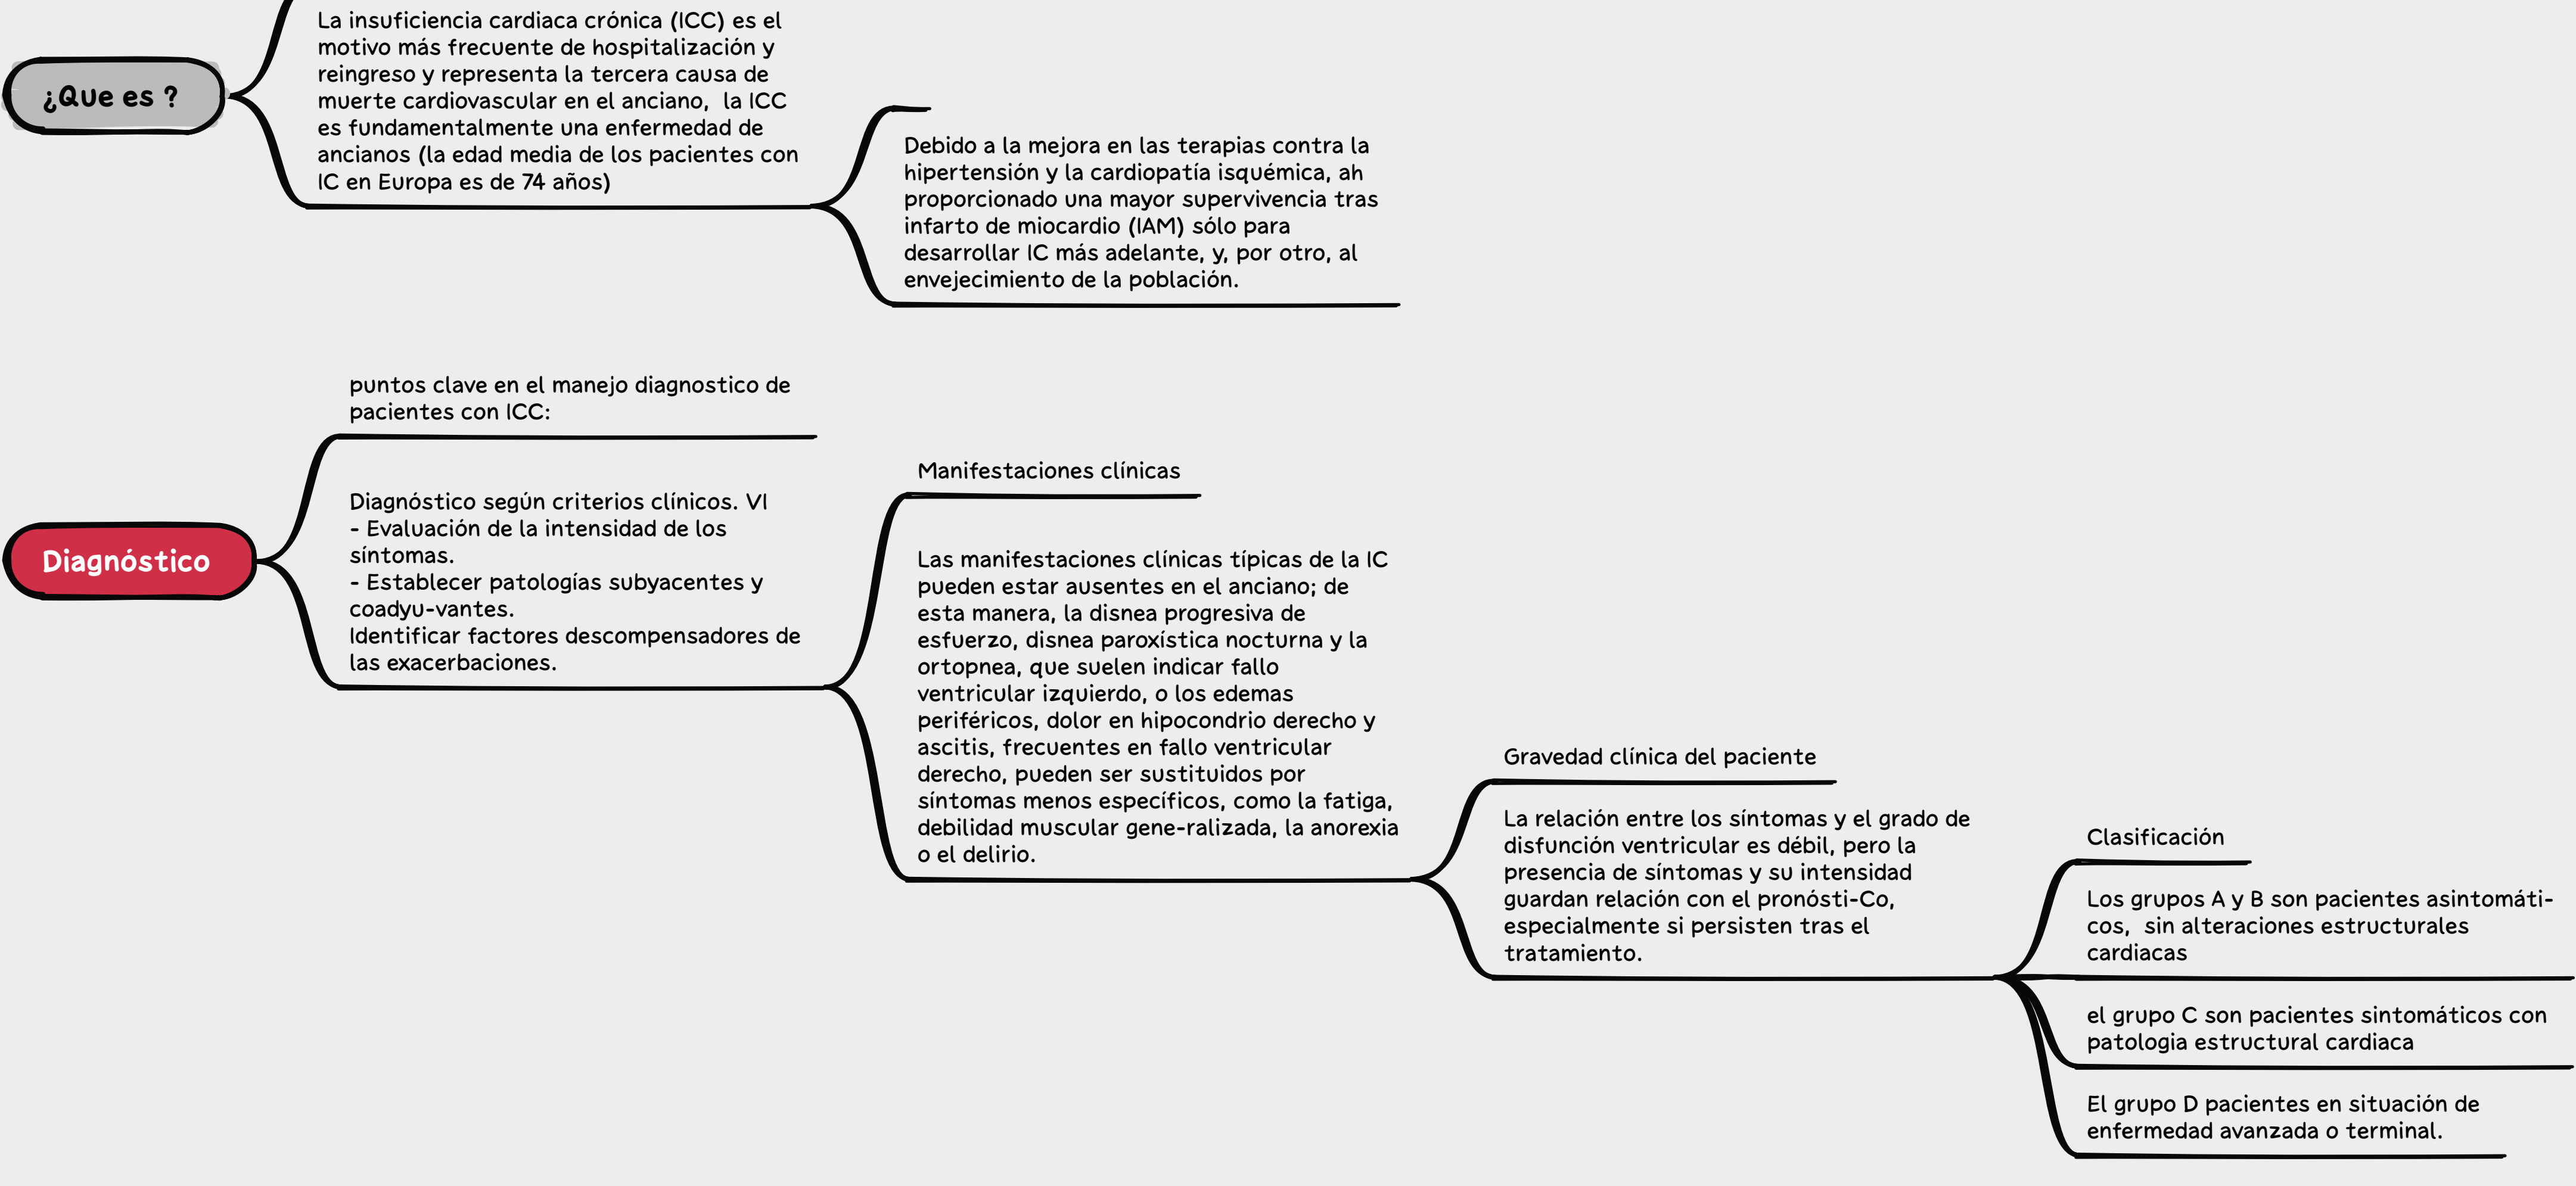 ¿Que es ?
La insuficiencia cardiaca crónica (ICC) es el
motivo más frecuente de hospitalización y
reingreso y representa la tercera causa de
muerte cardiovascular en el anciano,  la ICC
es fundamentalmente una enfermedad de
ancianos (la edad media de los pacientes con
IC en Europa es de 74 años)
Debido a la mejora en las terapias contra la
hipertensión y la cardiopatía isquémica, ah
proporcionado una mayor supervivencia tras
infarto de miocardio (IAM) sólo para
desarrollar IC más adelante, y, por otro, al
envejecimiento de la población.
Diagnóstico
puntos clave en el manejo diagnostico de
pacientes con ICC:
Diagnóstico según criterios clínicos. VI
- Evaluación de la intensidad de los
síntomas.
- Establecer patologías subyacentes y
coadyu-vantes.
Identificar factores descompensadores de
las exacerbaciones.
Manifestaciones clínicas
Las manifestaciones clínicas típicas de la IC
pueden estar ausentes en el anciano; de
esta manera, la disnea progresiva de
esfuerzo, disnea paroxística nocturna y la
ortopnea, que suelen indicar fallo
ventricular izquierdo, o los edemas
periféricos, dolor en hipocondrio derecho y
ascitis, frecuentes en fallo ventricular
derecho, pueden ser sustituidos por
síntomas menos específicos, como la fatiga,
debilidad muscular gene-ralizada, la anorexia
o el delirio.
Gravedad clínica del paciente
La relación entre los síntomas y el grado de
disfunción ventricular es débil, pero la
presencia de síntomas y su intensidad
guardan relación con el pronósti-Co,
especialmente si persisten tras el
tratamiento.
Clasificación
Los grupos A y B son pacientes asintomáti-
cos,  sin alteraciones estructurales
cardiacas
el grupo C son pacientes sintomáticos con
patologia estructural cardiaca
El grupo D pacientes en situación de
enfermedad avanzada o terminal.